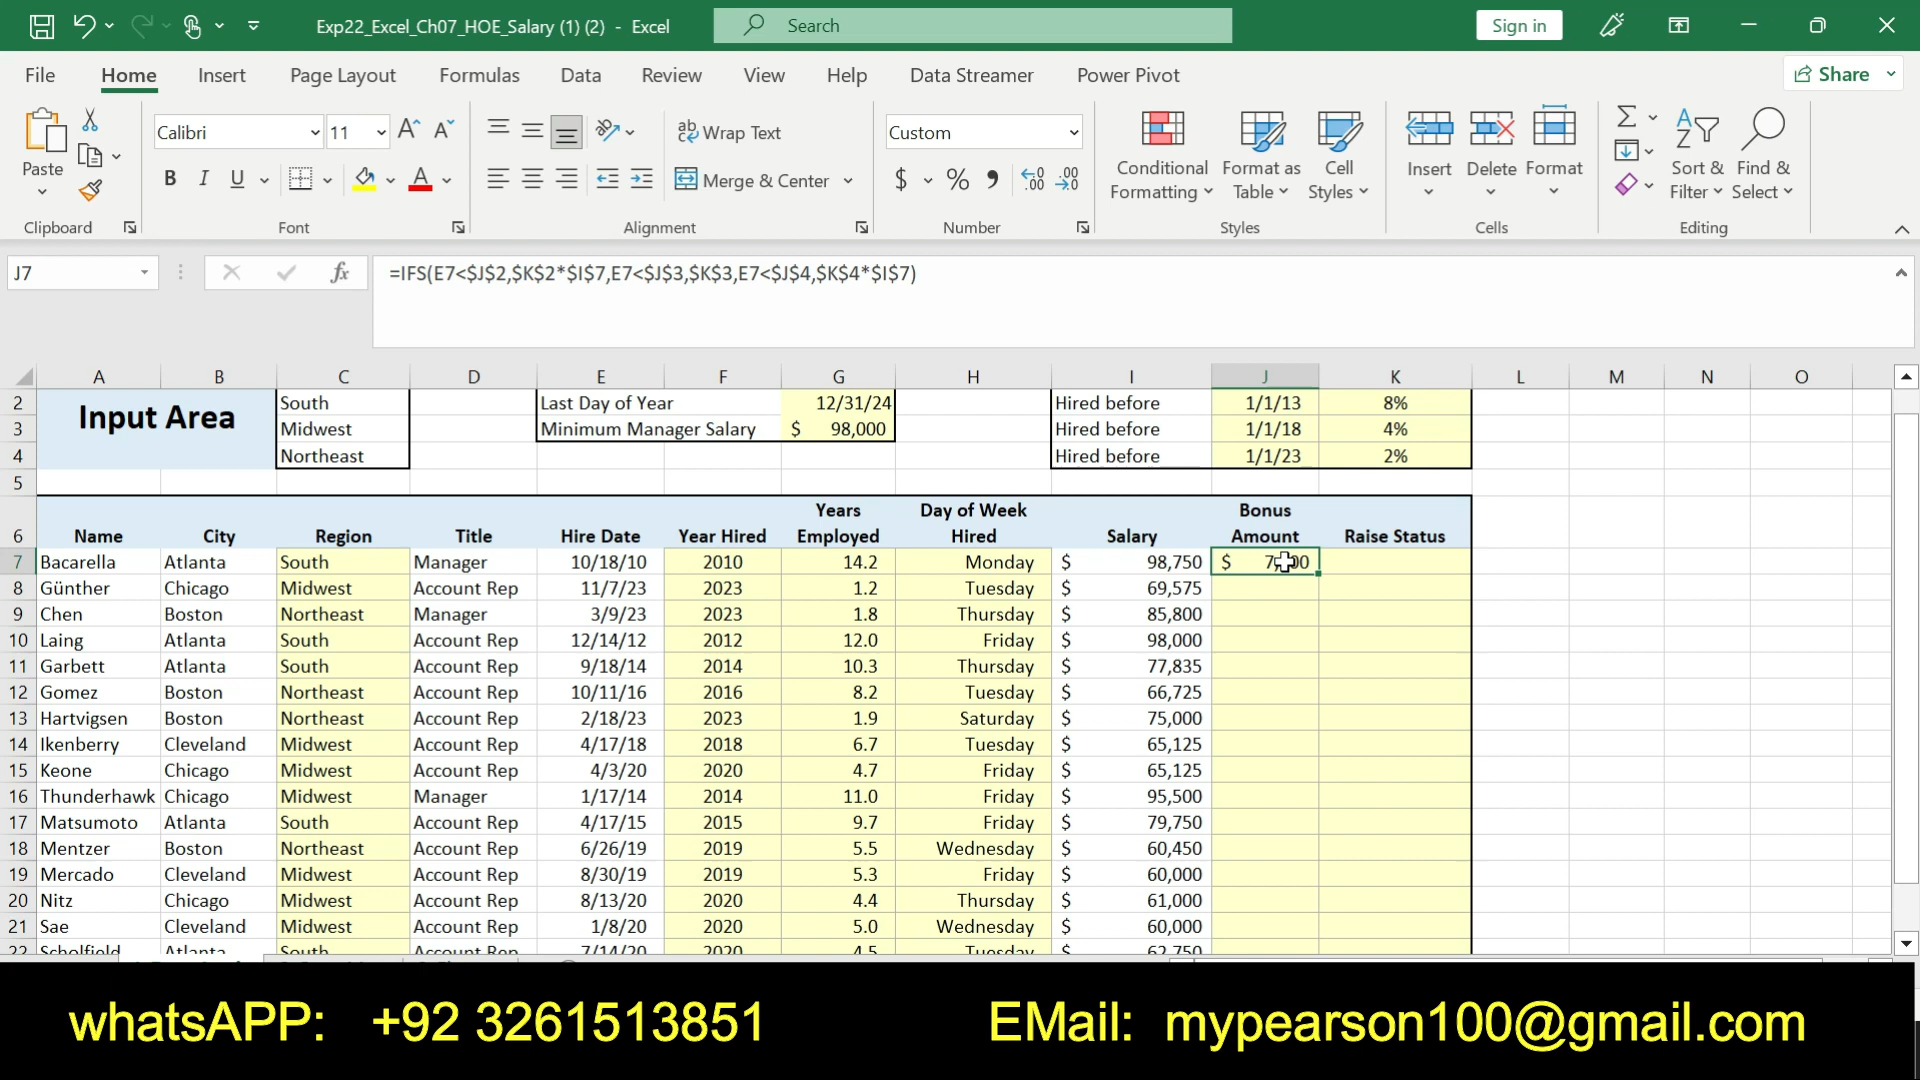 Exp22_Excel_Ch07_HOE_Salary (1) (2) - Excel
Search
Sign in
File Home Insert Page Layout Formulas Data Review View Help Data Streamer Power Pivot Share
Paste
Clipboard
Calibri 11
B I U
Font
ab Wrap Text
Merge & Center
Alignment
Custom
$ % 9
Number
Conditional Formatting
Format as Table
Cell Styles
Styles
Insert Delete Format
Cells
Sort & Filter
Find & Select
Editing
J7 fx =IFS(E7<$J$2,$K$2*$I$7,E7<$J$3,$K$3,E7<$J$4,$K$4*$I$7)
A B C D E F G H I J K L M N O
Input Area
2 South Last Day of Year 12/31/24 Hired before 1/1/13 8%
3 Midwest Minimum Manager Salary $ 98,000 Hired before 1/1/18 4%
4 Northeast Hired before 1/1/23 2%
5
6 Name City Region Title Hire Date Year Hired Years Employed Day of Week Hired Salary Bonus Amount Raise Status
7 Bacarella Atlanta South Manager 10/18/10 2010 14.2 Monday $ 98,750 $
8 Günther Chicago Midwest Account Rep 11/7/23 2023 1.2 Tuesday $ 69,575
9 Chen Boston Northeast Manager 3/9/23 2023 1.8 Thursday $ 85,800
10 Laing Atlanta South Account Rep 12/14/12 2012 12.0 Friday $ 98,000
11 Garbett Atlanta South Account Rep 9/18/14 2014 10.3 Thursday $ 77,835
12 Gomez Boston Northeast Account Rep 10/11/16 2016 8.2 Tuesday $ 66,725
13 Hartvigsen Boston Northeast Account Rep 2/18/23 2023 1.9 Saturday $ 75,000
14 Ikenberry Cleveland Midwest Account Rep 4/17/18 2018 6.7 Tuesday $ 65,125
15 Keone Chicago Midwest Account Rep 4/3/20 2020 4.7 Friday $ 65,125
16 Thunderhawk Chicago Midwest Manager 1/17/14 2014 11.0 Friday $ 95,500
17 Matsumoto Atlanta South Account Rep 4/17/15 2015 9.7 Friday $ 79,750
18 Mentzer Boston Northeast Account Rep 6/26/19 2019 5.5 Wednesday $ 60,450
19 Mercado Cleveland Midwest Account Rep 8/30/19 2019 5.3 Friday $ 60,000
20 Nitz Chicago Midwest Account Rep 8/13/20 2020 4.4 Thursday $ 61,000
21 Sae Cleveland Midwest Account Rep 1/8/20 2020 5.0 Wednesday $ 60,000
22 Scholfield Atlanta South Account Rep 7/14/20 2020 4.5 Tuesday $ 62,750
whatsAPP: +92 3261513851 EMail: mypearson100@gmail.com